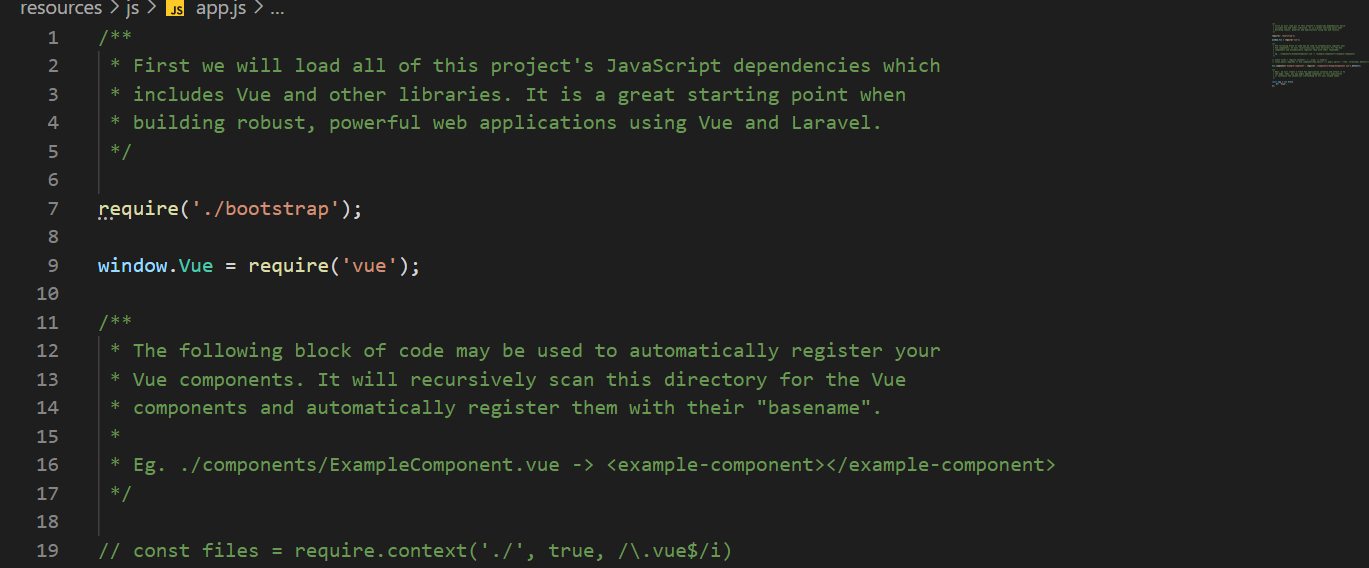 resources > js > JS app.js > ...
1 /**
2 * First we will load all of this project's JavaScript dependencies which
3 * includes Vue and other libraries. It is a great starting point when
4 * building robust, powerful web applications using Vue and Laravel.
5 */
6
7 require('./bootstrap');
8
9 window.Vue = require('vue');
10
11 /**
12 * The following block of code may be used to automatically register your
13 * Vue components. It will recursively scan this directory for the Vue
14 * components and automatically register them with their "basename".
15 *
16 * Eg. ./components/ExampleComponent.vue -> <example-component></example-component>
17 */
18
19 // const files = require.context('./', true, /\.vue$/i)